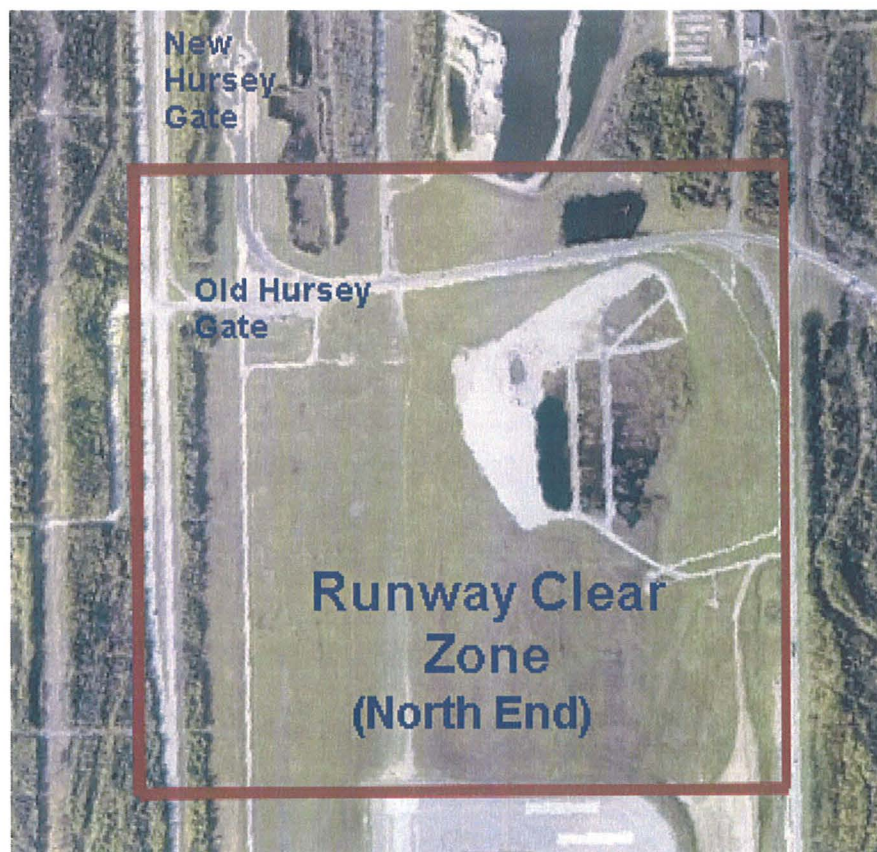 New
Hursey
Gate
Old Hursey
Gate
Runway Clear
Zone
(North End)